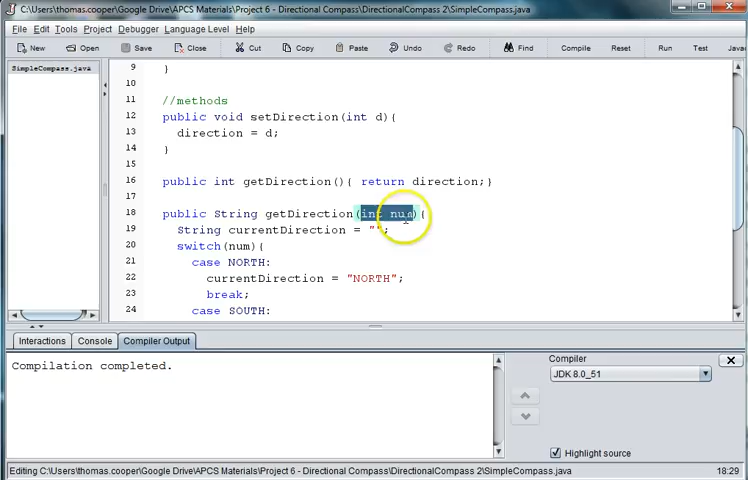 C:\Users\thomas.cooper\Google Drive\APCS Materials\Project 6 - Directional Compass\DirectionalCompass 2\SimpleCompass.java
File Edit Tools Project Debugger Language Level Help
New Open Save Close Cut Copy Paste Undo Redo Find Compile Reset Run Test Java
SimpleCompass.java
9 }
10
11 //methods
12 public void setDirection(int d){
13 direction = d;
14 }
15
16 public int getDirection(){ return direction;}
17
18 public String getDirection(int num){
19 String currentDirection = "";
20 switch(num){
21 case NORTH:
22 currentDirection = "NORTH";
23 break;
24 case SOUTH:
Interactions Console Compiler Output
Compilation completed.
Compiler
JDK 8.0_51
Highlight source
Editing C:\Users\thomas.cooper\Google Drive\APCS Materials\Project 6 - Directional Compass\DirectionalCompass 2\SimpleCompass.java 18:29